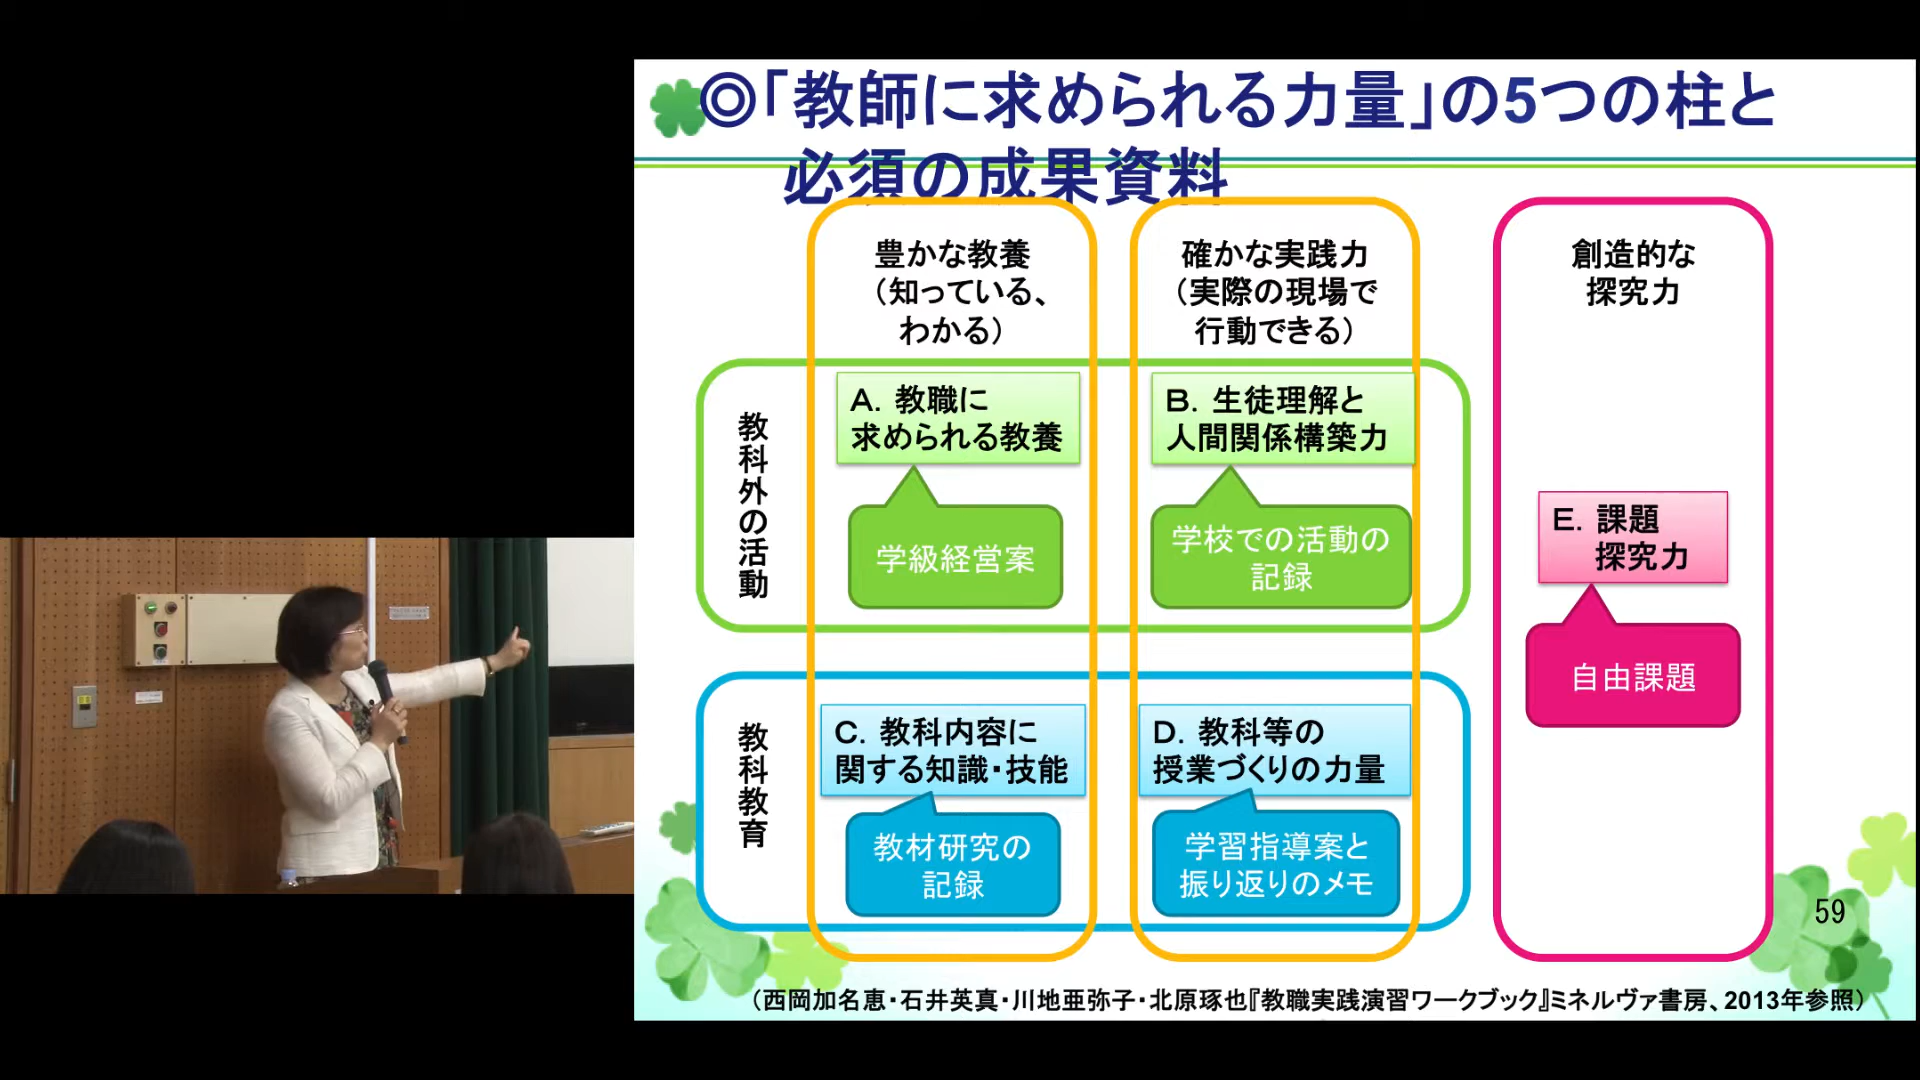 ◎「教師に求められる力量」の5つの柱と
必須の成果資料
豊かな教養
（知っている、
わかる）
確かな実践力
（実際の現場で
行動できる）
創造的な
探究力
教科外の活動
A. 教職に
求められる教養
学級経営案
B. 生徒理解と
人間関係構築力
学校での活動の
記録
E. 課題
探究力
自由課題
教科教育
C. 教科内容に
関する知識・技能
教材研究の
記録
D. 教科等の
授業づくりの力量
学習指導案と
振り返りのメモ
59
（西岡加名恵・石井英真・川地亜弥子・北原琢也『教職実践演習ワークブック』ミネルヴァ書房、2013年参照）